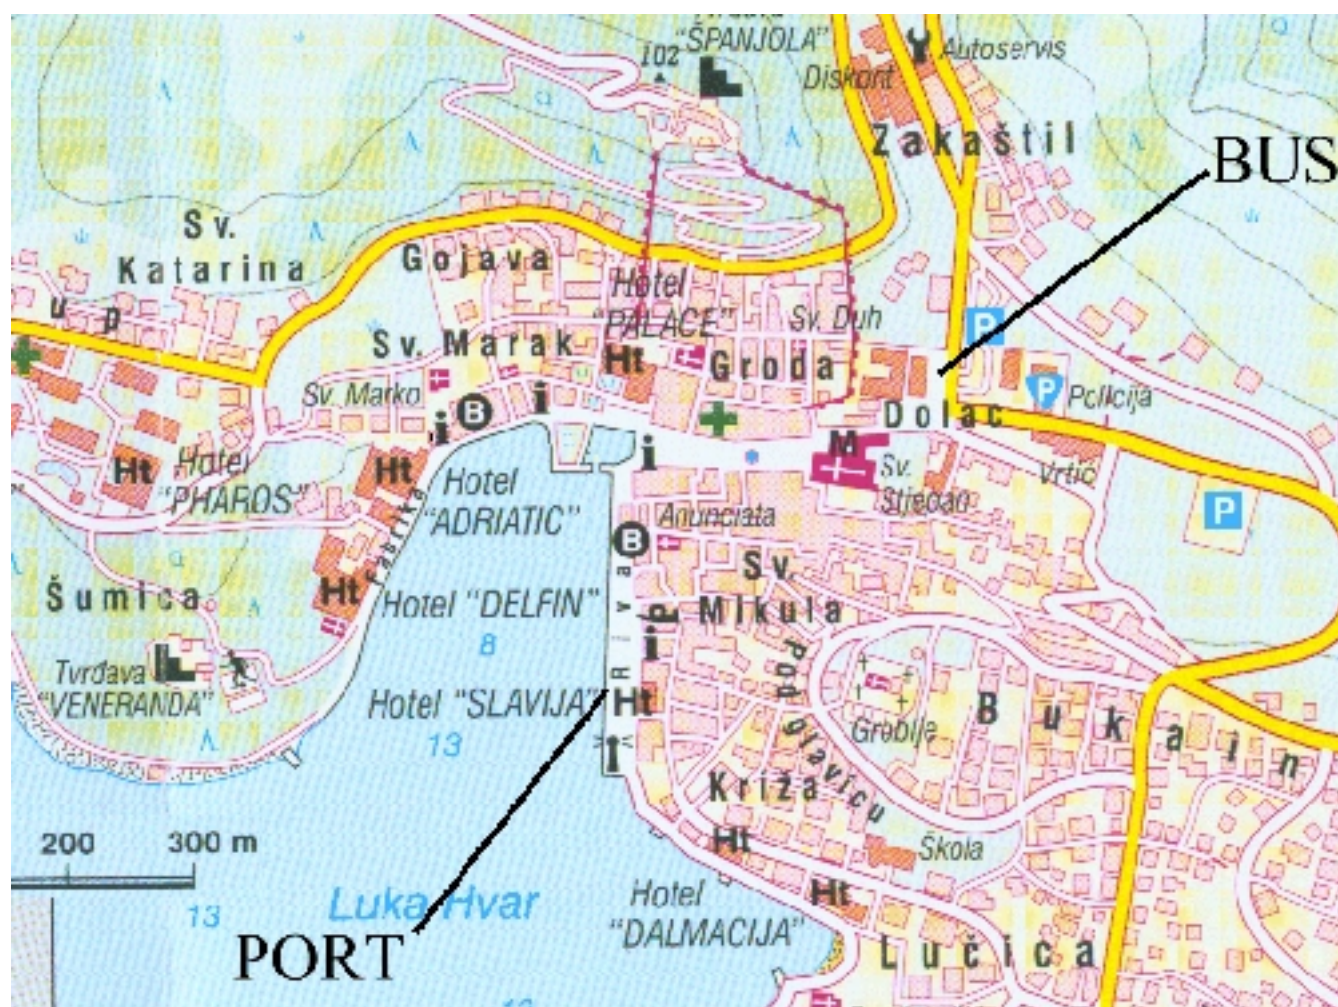 102
"ŠPANJOLA"
Diskont
Autoservis
Zakaštil
BUS
Sv.
Katarina
Gojava
up
Hotel
"PALACE"
Sv. Duh
P
Sv. Marak
Ht
Groda
Sv. Marko
i
B
i
P
Policija
Dolac
Ht
Hotel
"PHAROS"
Ht
Hotel
"ADRIATIC"
i
M
Sv.
Stjepan
Vrtić
P
Anunciata
B
Fabrika
Šumica
Ht
Hotel "DELFIN"
8
Riva
Sv.
Mikula
P
i
Tvrđava
"VENERANDA"
Hotel "SLAVIJA"
Ht
13
Pod glavicu
Groblje
Bukain
Križa
200
300 m
Ht
Škola
Luka Hvar
13
Hotel
"DALMACIJA"
Ht
PORT
Lučica